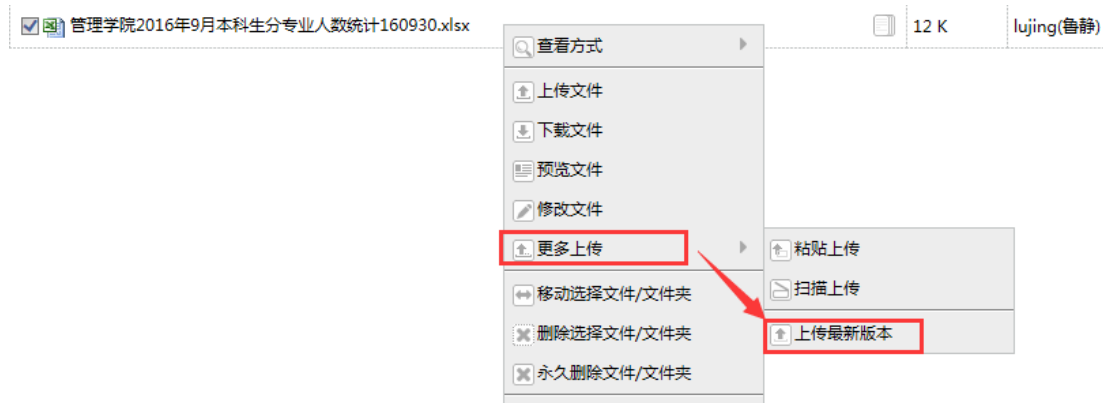 管理学院2016年9月本科生分专业人数统计160930.xlsx 12 K lujing(鲁静)
查看方式
上传文件
下载文件
预览文件
修改文件
更多上传
粘贴上传
扫描上传
上传最新版本
移动选择文件/文件夹
删除选择文件/文件夹
永久删除文件/文件夹